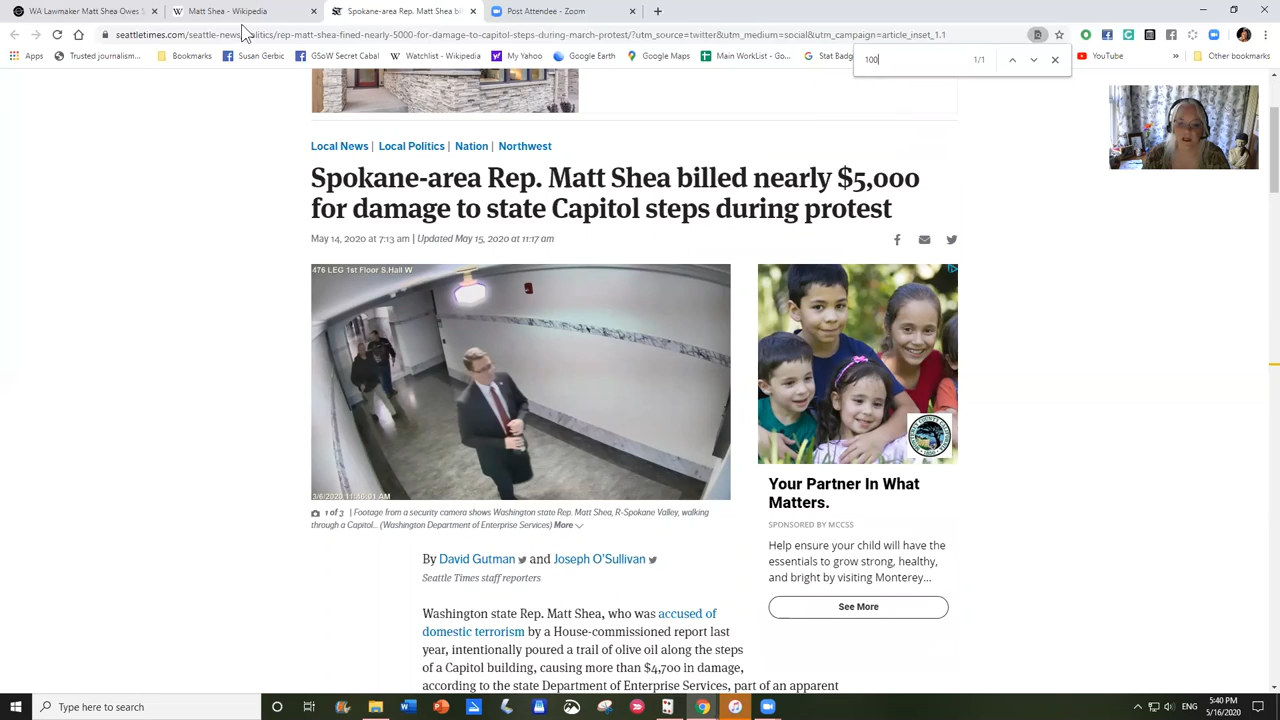 WA Lawmaker Matt Shea Owes
Matt Shea - Wikipedia
Spokane-area Rep. Matt Shea bil
Post Attendee - Zoom
seattletimes.com/seattle-news/politics/rep-matt-shea-fined-nearly-5000-for-damage-to-state-capitol-steps-during-march-protest/?utm_source=twitter&utm_medium=social&utm_campaign=article_inset_1.1
Apps
Bookmarks
Susan Gerbic
GSoW Secret Cabal
Watchlist - Wikipedia
My Yahoo
Google Earth
Google Maps
Main WorkList - Go...
Stat Badg
YouTube
»
Other bookmarks
100
1/1
Local News | Local Politics | Nation | Northwest
Spokane-area Rep. Matt Shea billed nearly $5,000
for damage to state Capitol steps during protest
May 14, 2020 at 7:13 am | Updated May 15, 2020 at 11:17 am
476 LEG 1st Floor S.Hall W
3/6/2020 11:46:01 AM
1 of 3 | Footage from a security camera shows Washington state Rep. Matt Shea, R-Spokane Valley, walking
through a Capitol... (Washington Department of Enterprise Services) More
By David Gutman and Joseph O'Sullivan
Seattle Times staff reporters
Washington state Rep. Matt Shea, who was accused of
domestic terrorism by a House-commissioned report last
year, intentionally poured a trail of olive oil along the steps
of a Capitol building, causing more than $4,700 in damage,
according to the state Department of Enterprise Services, part of an apparent
Your Partner In What
Matters.
SPONSORED BY MCCSS
Help ensure your child will have the
essentials to grow strong, healthy,
and bright by visiting Monterey...
See More
Type here to search
ENG
5:40 PM
5/16/2020